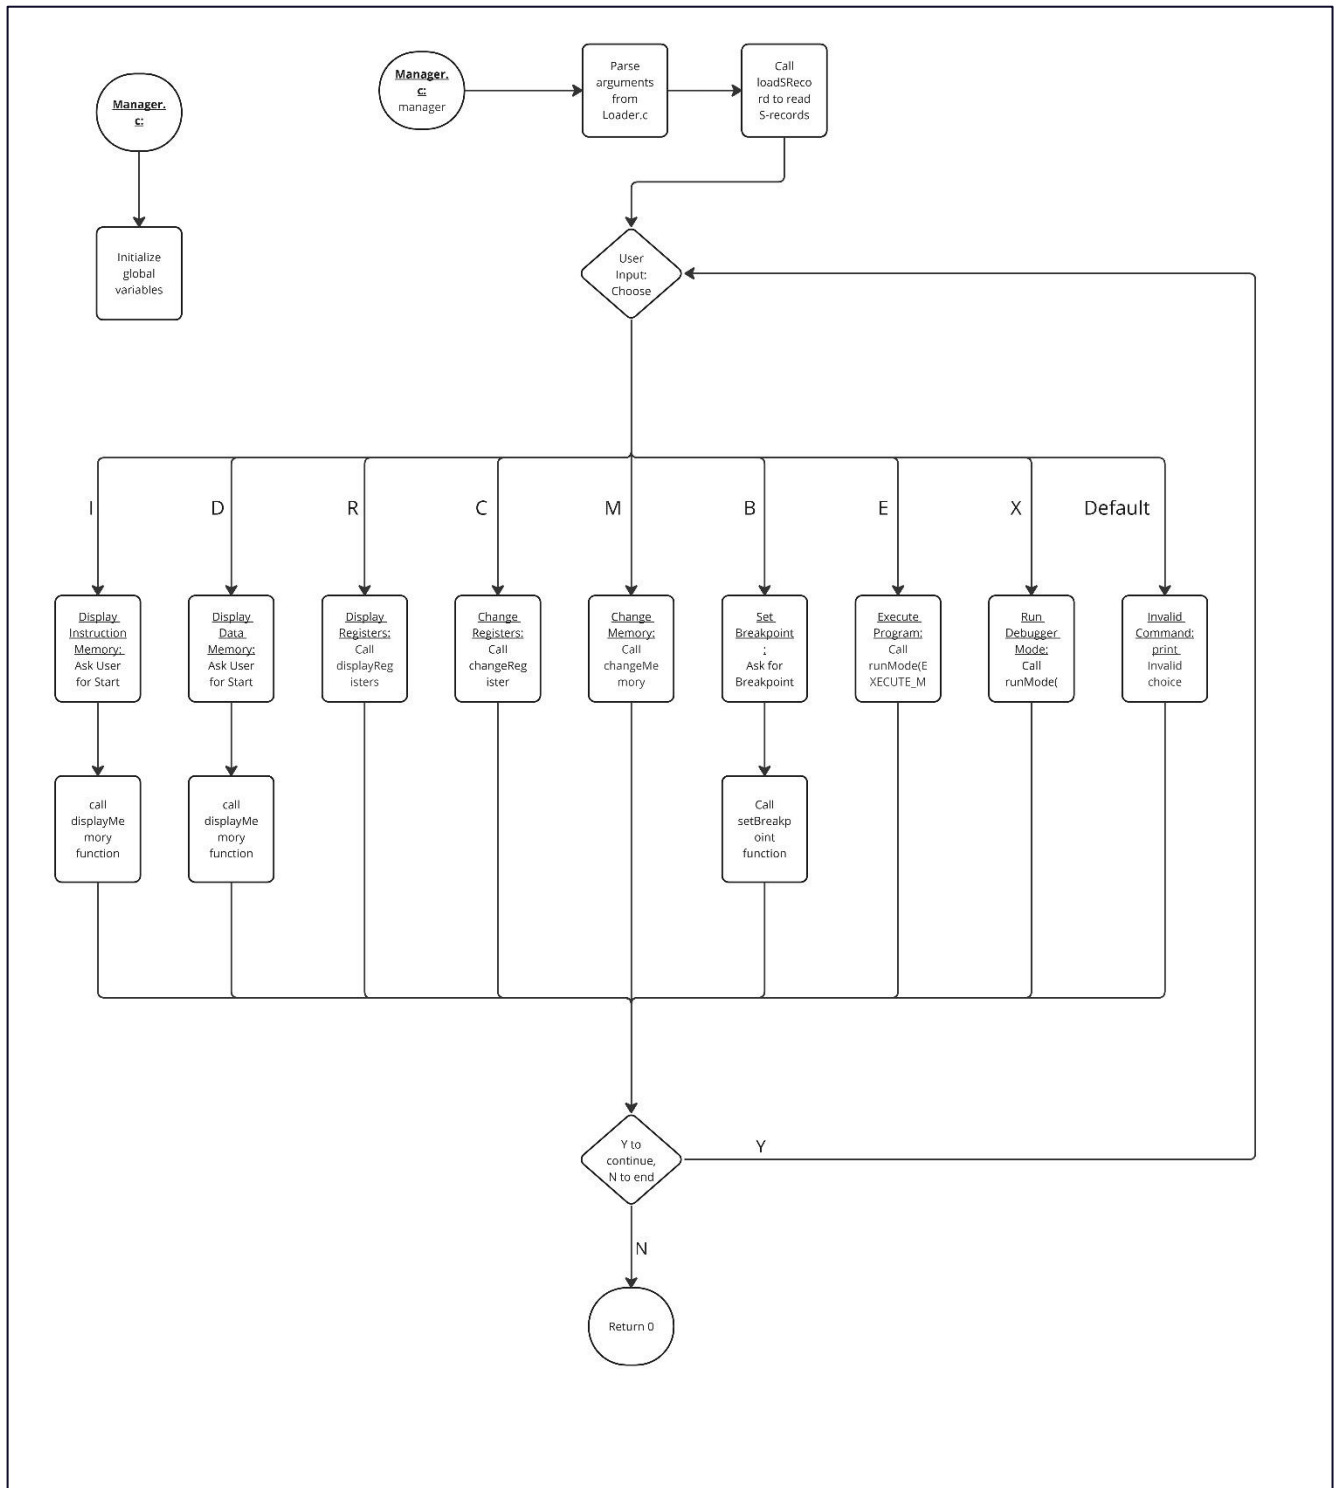 Manager.
c:
Initialize
global
variables
Manager.
c:
manager
Parse
arguments
from
Loader.c
Call
loadSReco
rd to read
S-records
User
Input:
Choose
I
D
R
C
M
B
E
X
Default
Display
Instruction
Memory:
Ask User
for Start
Display
Data
Memory:
Ask User
for Start
Display
Registers:
Call
displayReg
isters
Change
Registers:
Call
changeReg
ister
Change
Memory:
Call
changeMe
mory
Set
Breakpoint
:
Ask for
Breakpoint
Execute
Program:
Call
runMode(E
XECUTE_M
Run
Debugger
Mode:
Call
runMode(
Invalid
Command:
print
Invalid
choice
call
displayMe
mory
function
call
displayMe
mory
function
Call
setBreakp
oint
function
Y to
continue,
N to end
Y
N
Return 0